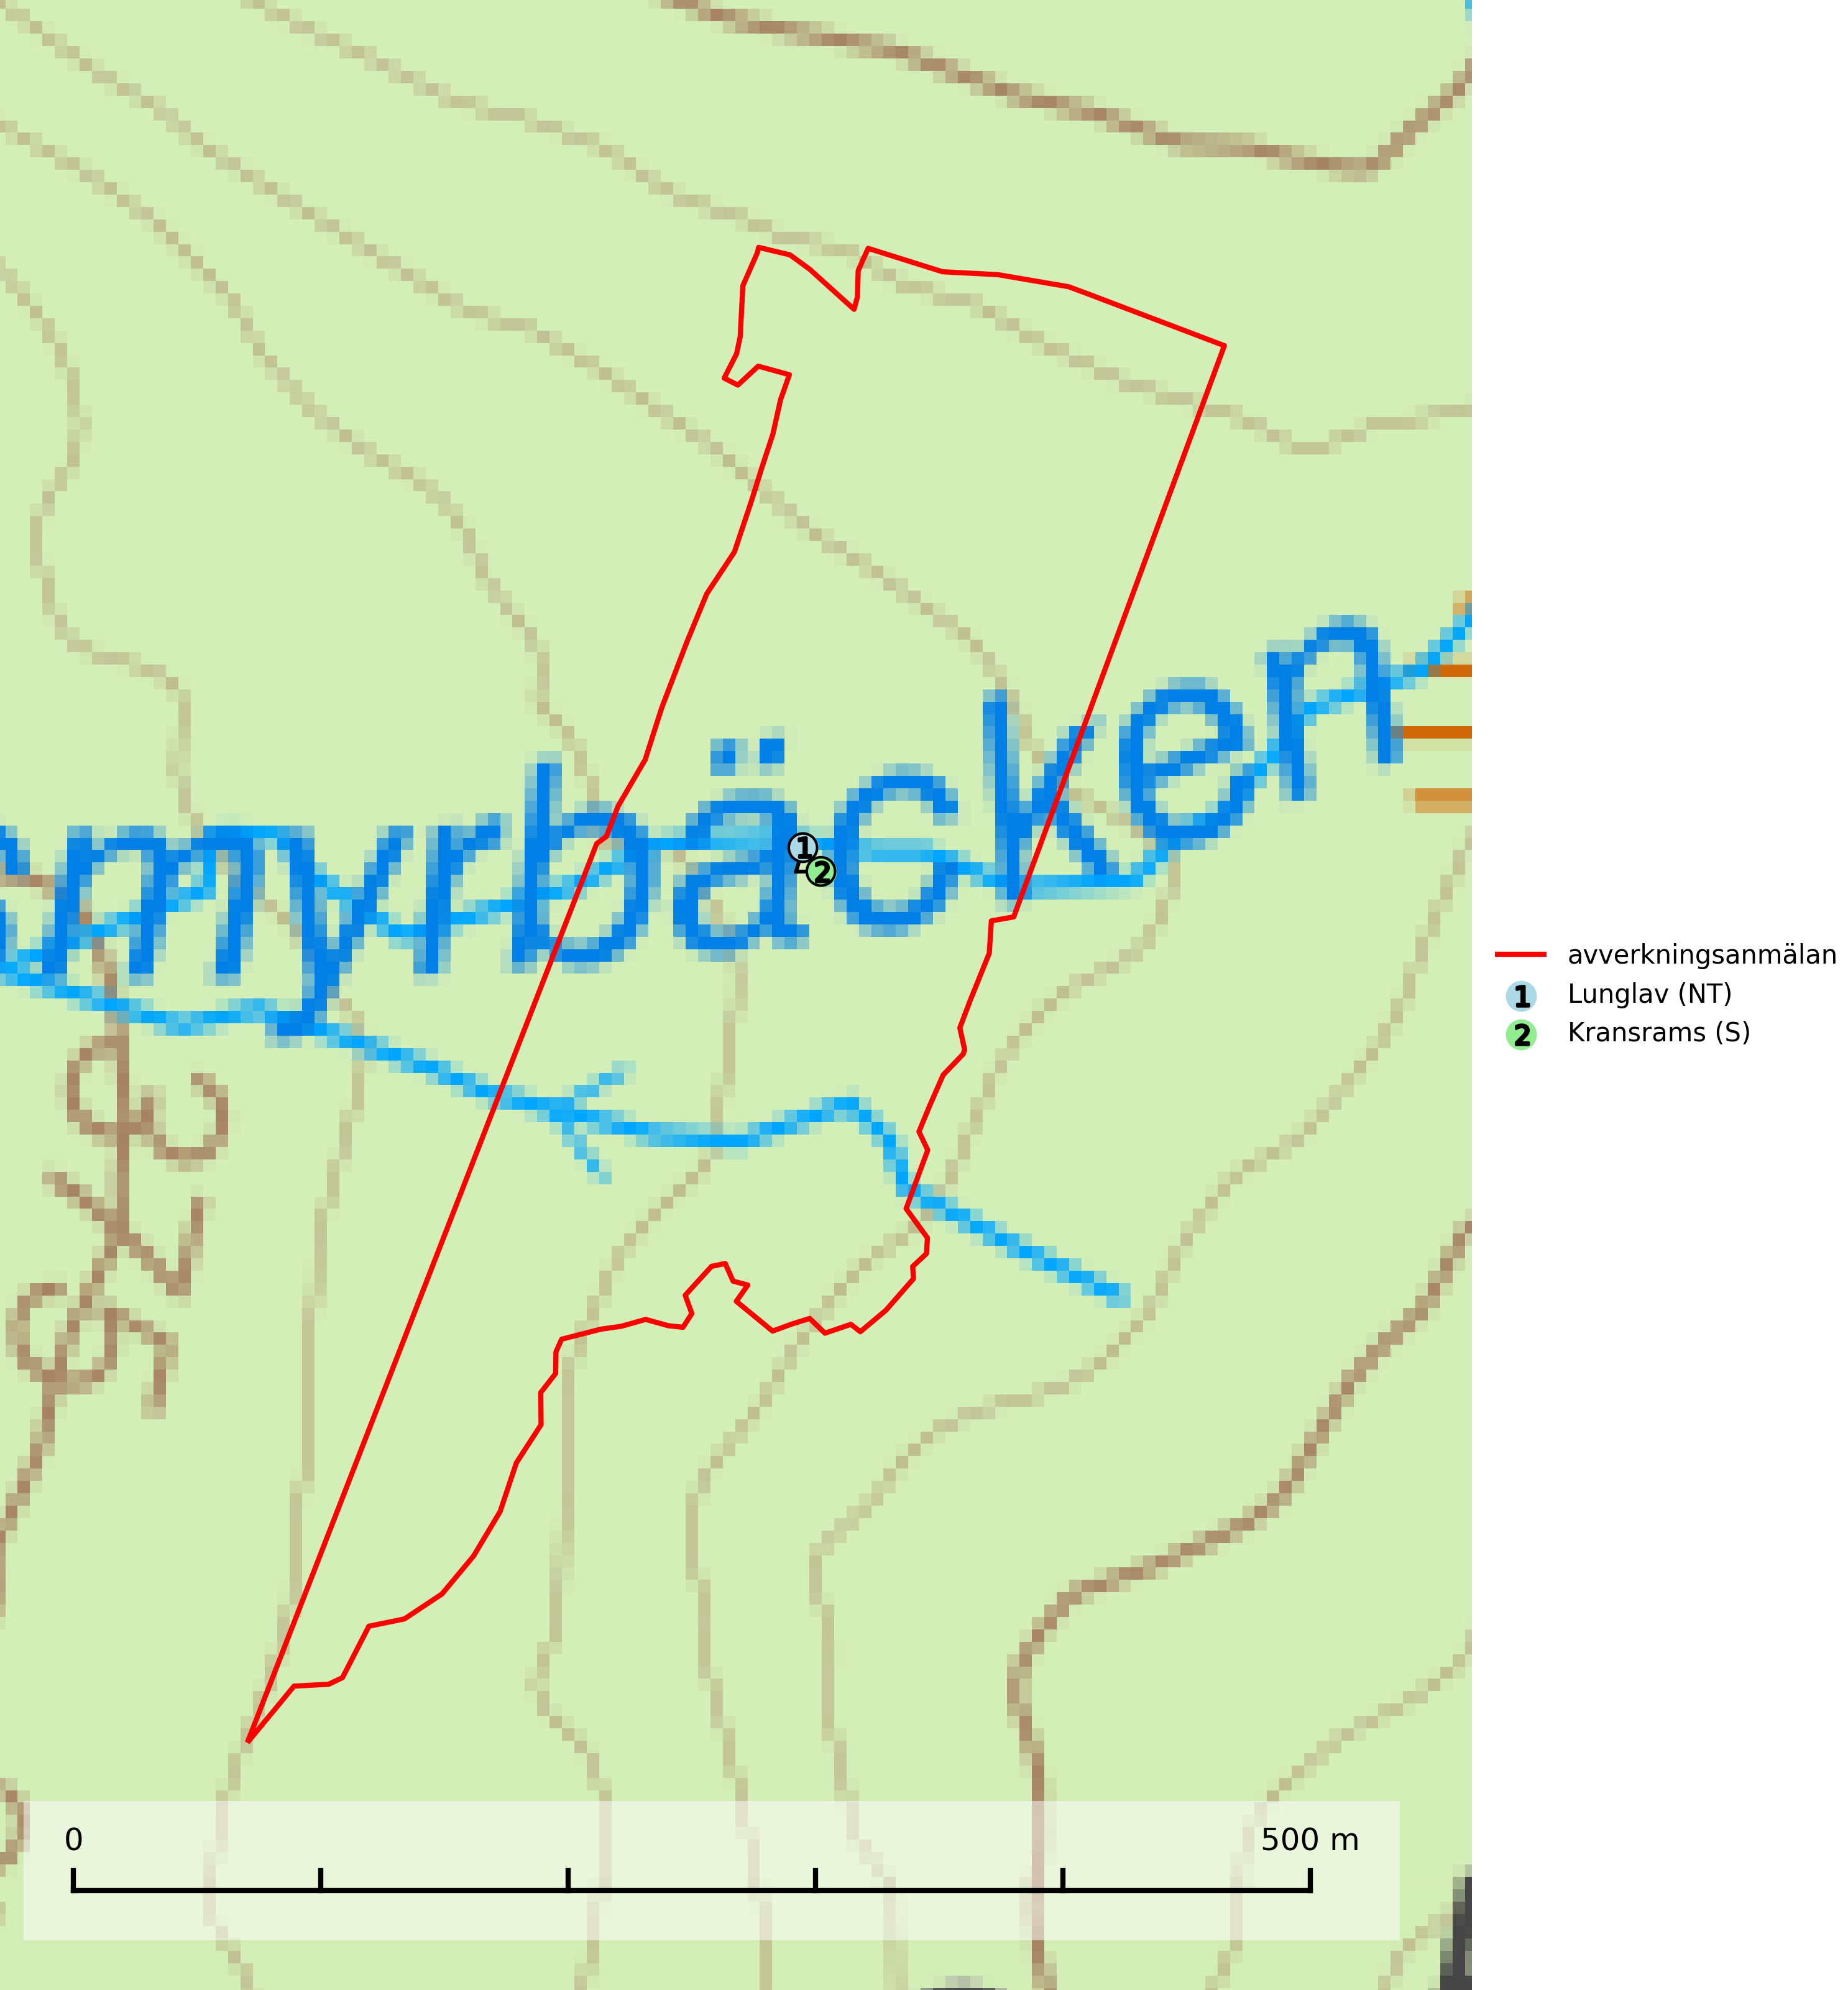 myrbäcken
1
2
avverkningsanmälan
1 Lunglav (NT)
2 Kransrams (S)
0 500 m